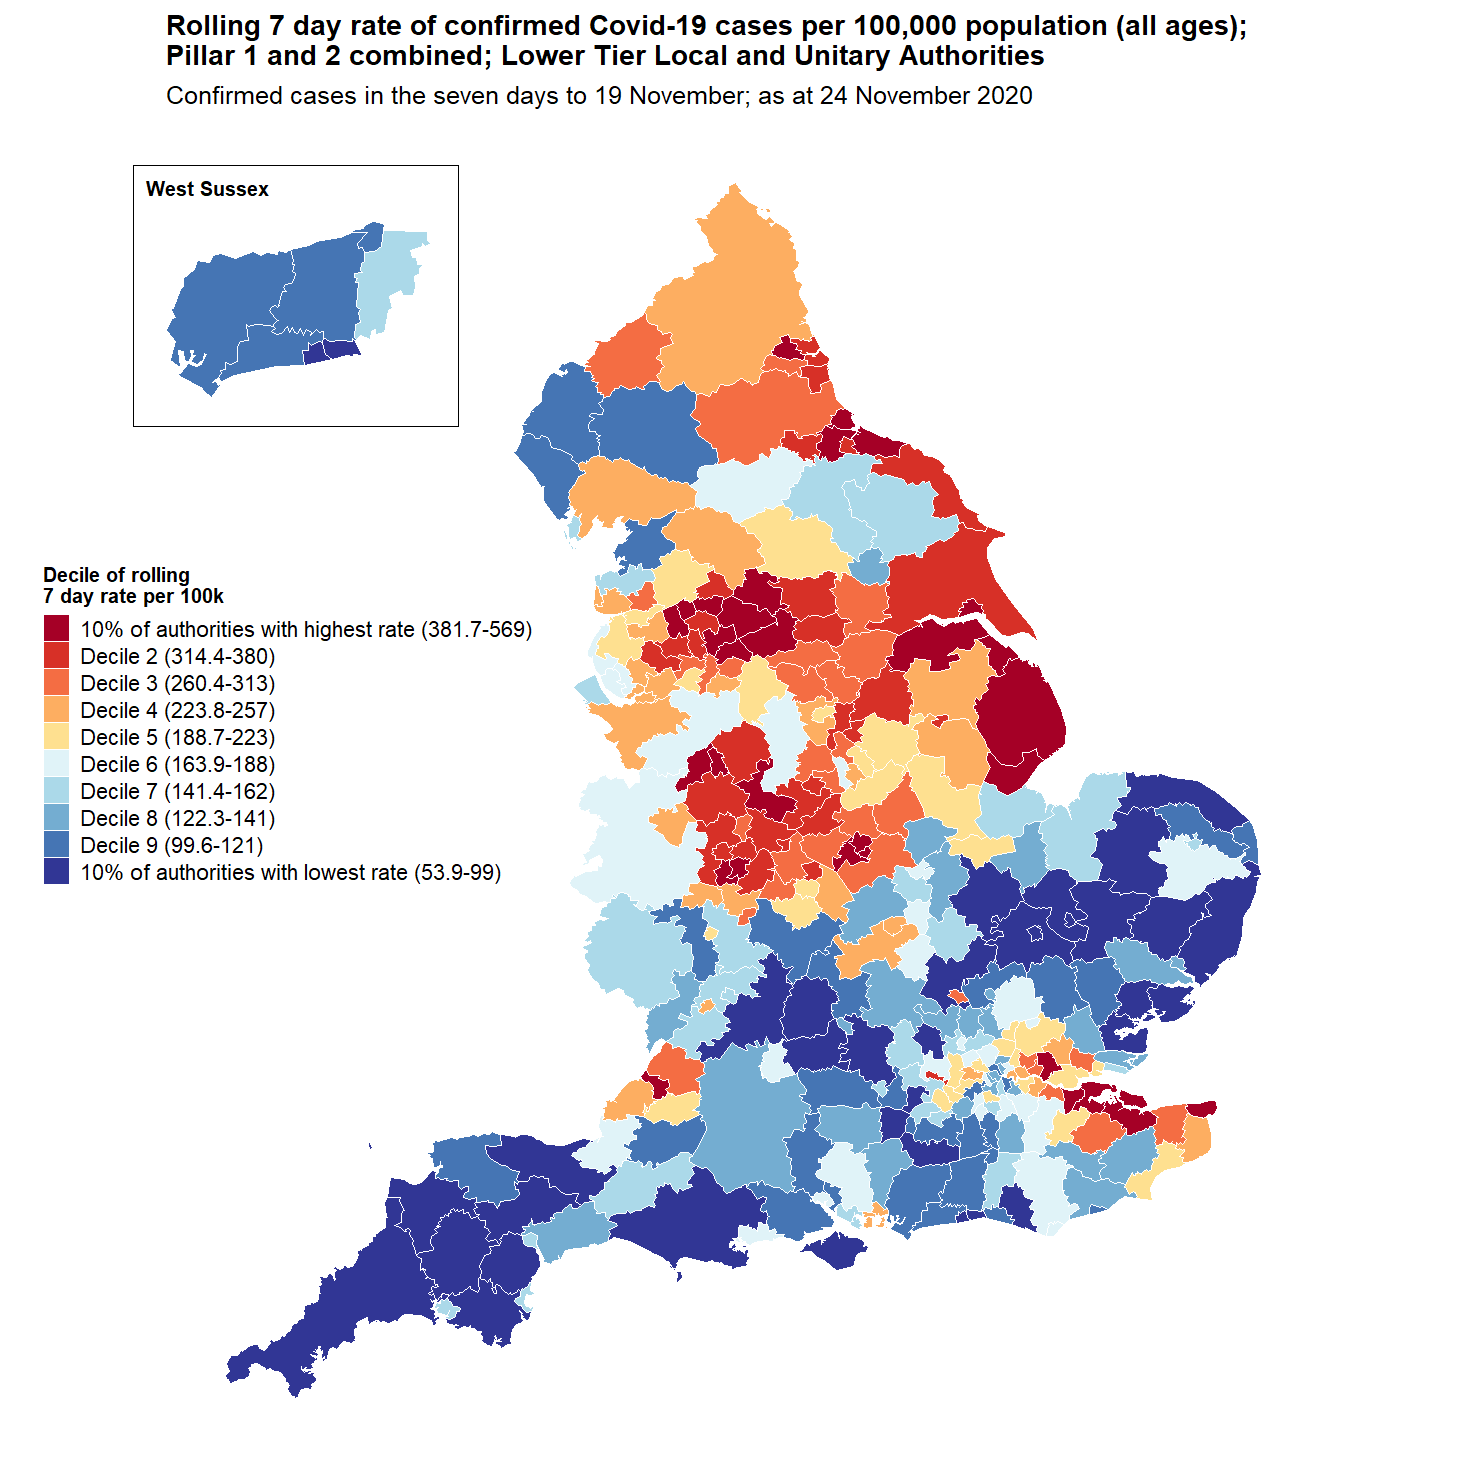 Rolling 7 day rate of confirmed Covid-19 cases per 100,000 population (all ages);
Pillar 1 and 2 combined; Lower Tier Local and Unitary Authorities
Confirmed cases in the seven days to 19 November; as at 24 November 2020
West Sussex
Decile of rolling
7 day rate per 100k
10% of authorities with highest rate (381.7-569)
Decile 2 (314.4-380)
Decile 3 (260.4-313)
Decile 4 (223.8-257)
Decile 5 (188.7-223)
Decile 6 (163.9-188)
Decile 7 (141.4-162)
Decile 8 (122.3-141)
Decile 9 (99.6-121)
10% of authorities with lowest rate (53.9-99)